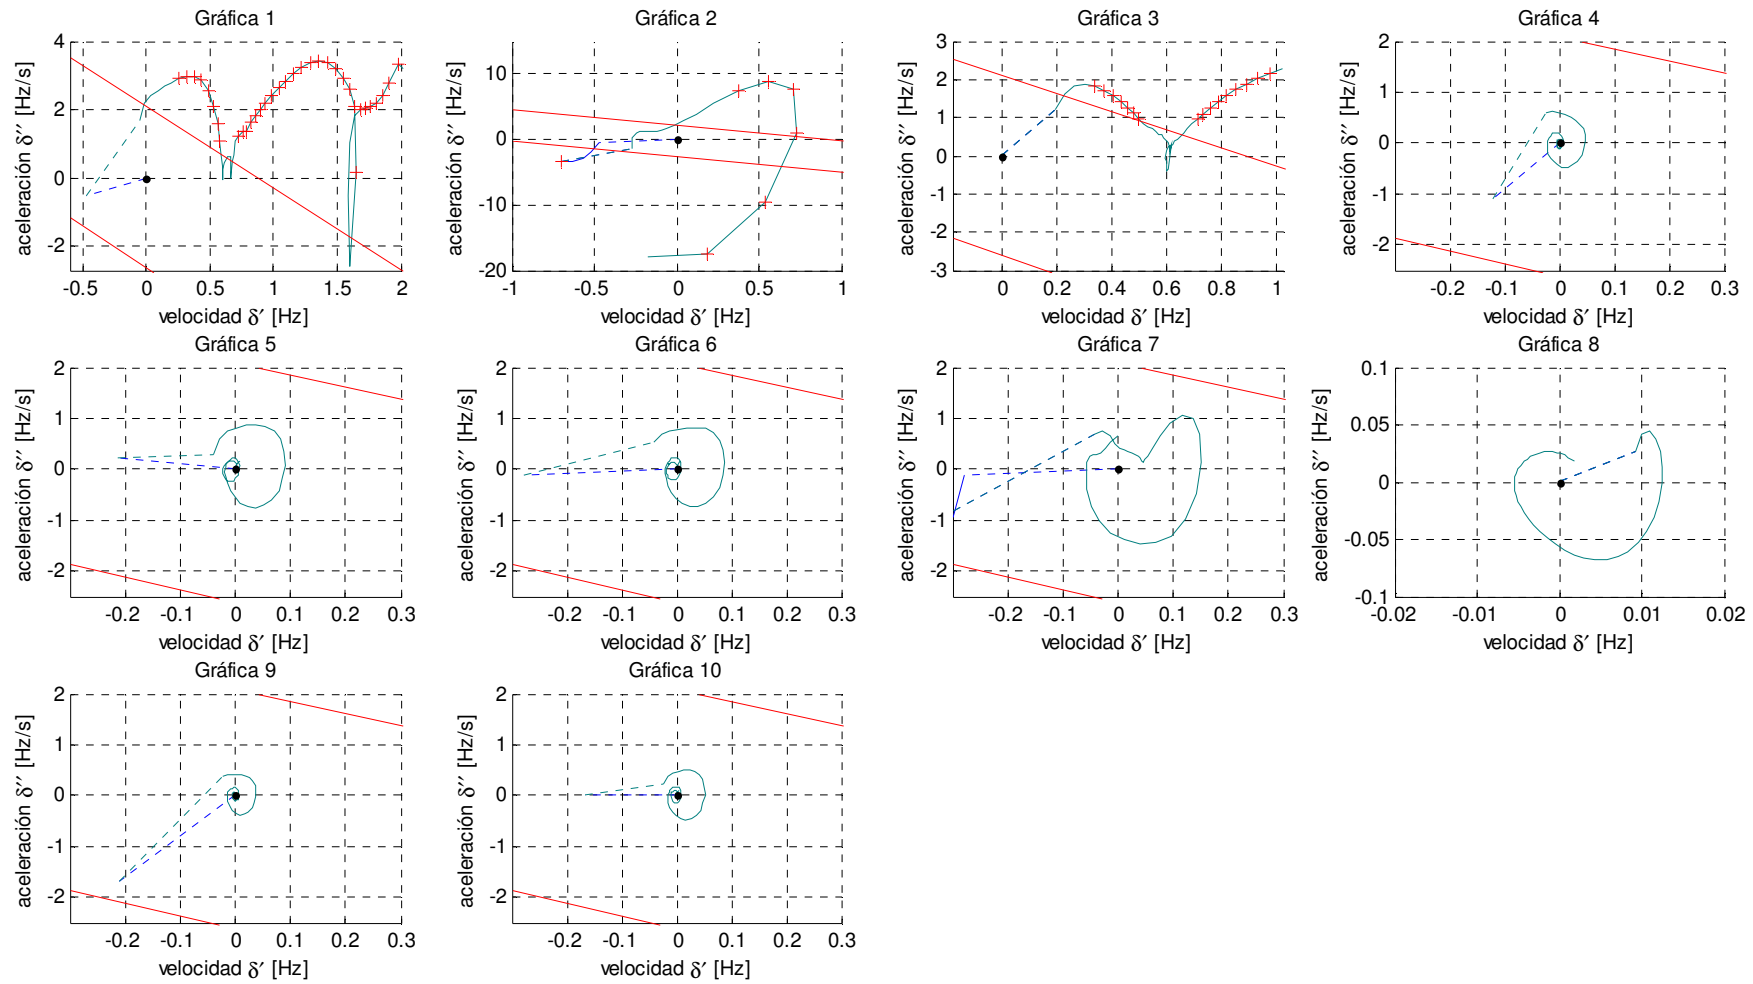 Gráfica 1
4
2
0
-2
-0.5 0 0.5 1 1.5 2
aceleración δ′′ [Hz/s]
velocidad δ′ [Hz]
Gráfica 2
10
0
-10
-20
-1 -0.5 0 0.5 1
aceleración δ′′ [Hz/s]
velocidad δ′ [Hz]
Gráfica 3
3
2
1
0
-1
-2
-3
0 0.2 0.4 0.6 0.8 1
aceleración δ′′ [Hz/s]
velocidad δ′ [Hz]
Gráfica 4
2
1
0
-1
-2
-0.2 -0.1 0 0.1 0.2 0.3
aceleración δ′′ [Hz/s]
velocidad δ′ [Hz]
Gráfica 5
2
1
0
-1
-2
-0.2 -0.1 0 0.1 0.2 0.3
aceleración δ′′ [Hz/s]
velocidad δ′ [Hz]
Gráfica 6
2
1
0
-1
-2
-0.2 -0.1 0 0.1 0.2 0.3
aceleración δ′′ [Hz/s]
velocidad δ′ [Hz]
Gráfica 7
2
1
0
-1
-2
-0.2 -0.1 0 0.1 0.2 0.3
aceleración δ′′ [Hz/s]
velocidad δ′ [Hz]
Gráfica 8
0.1
0.05
0
-0.05
-0.1
-0.02 -0.01 0 0.01 0.02
aceleración δ′′ [Hz/s]
velocidad δ′ [Hz]
Gráfica 9
2
1
0
-1
-2
-0.2 -0.1 0 0.1 0.2 0.3
aceleración δ′′ [Hz/s]
velocidad δ′ [Hz]
Gráfica 10
2
1
0
-1
-2
-0.2 -0.1 0 0.1 0.2 0.3
aceleración δ′′ [Hz/s]
velocidad δ′ [Hz]